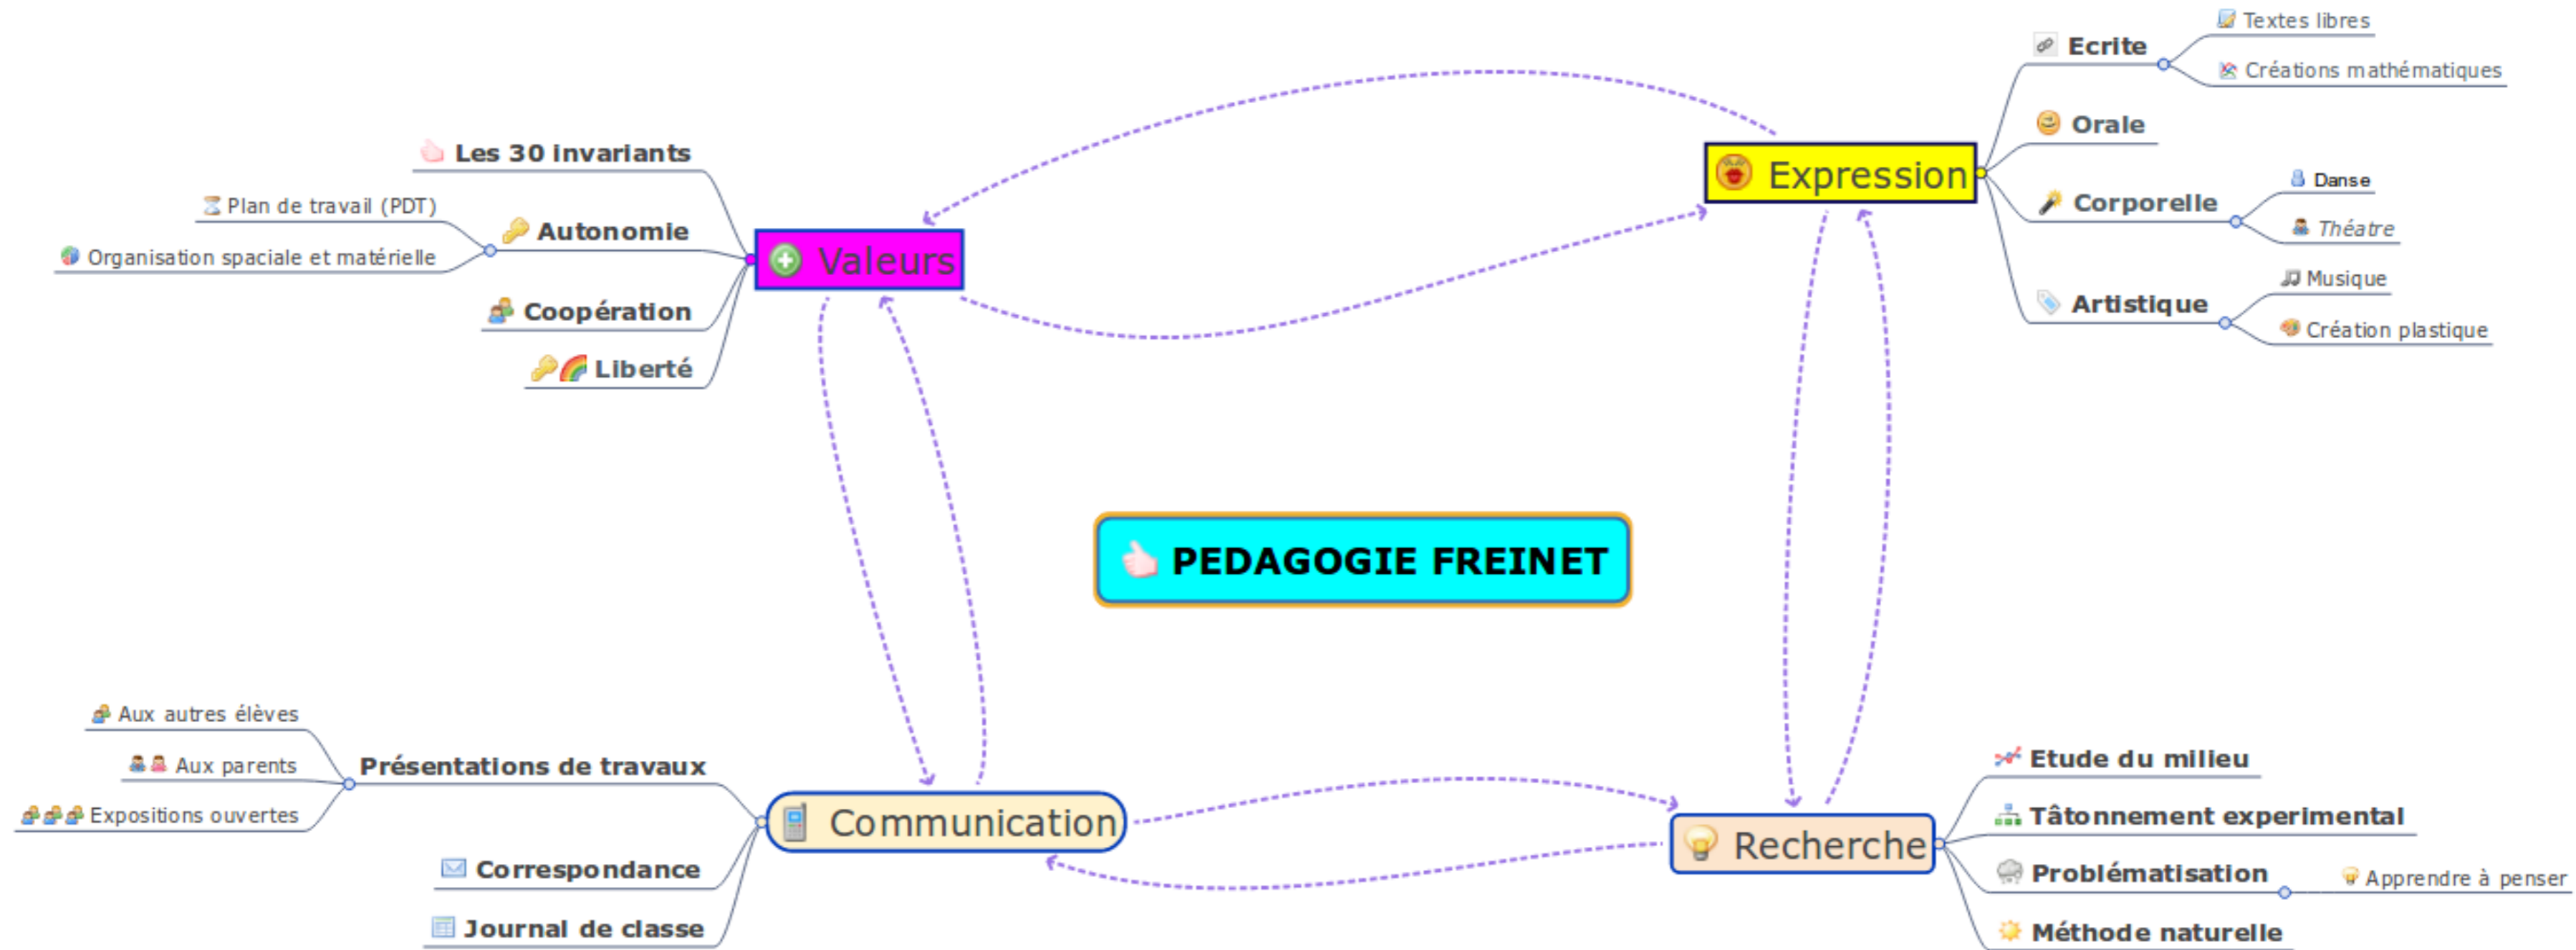 PEDAGOGIE FREINET
Valeurs
Les 30 invariants
Autonomie
Plan de travail (PDT)
Organisation spaciale et matérielle
Coopération
Liberté
Expression
Ecrite
Textes libres
Créations mathématiques
Orale
Corporelle
Danse
Théatre
Artistique
Musique
Création plastique
Communication
Présentations de travaux
Aux autres élèves
Aux parents
Expositions ouvertes
Correspondance
Journal de classe
Recherche
Etude du milieu
Tâtonnement experimental
Problématisation
Apprendre à penser
Méthode naturelle